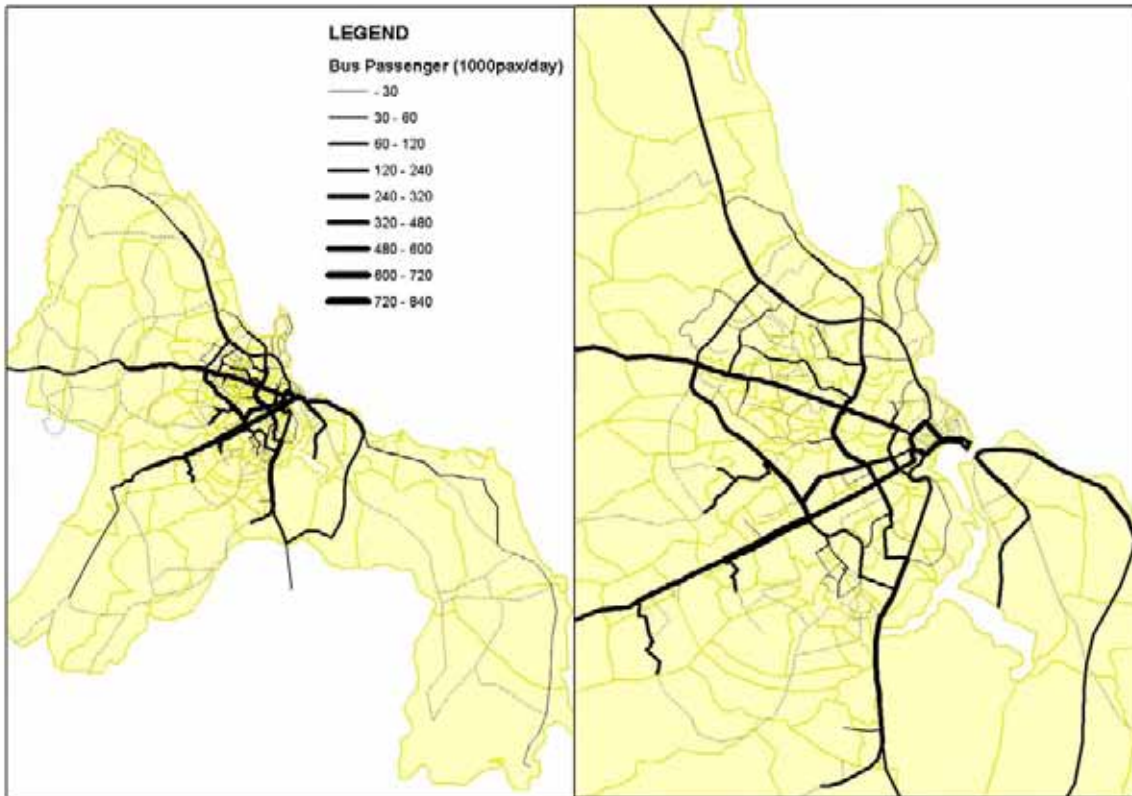 LEGEND
Bus Passenger (1000pax/day)
- 30
30 - 60
60 - 120
120 - 240
240 - 320
320 - 480
480 - 600
600 - 720
720 - 840